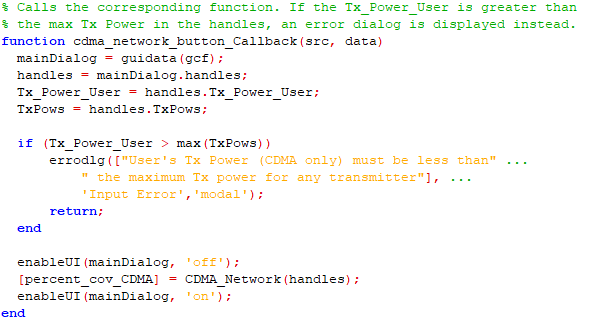 % Calls the corresponding function. If the Tx_Power_User is greater than
% the max Tx Power in the handles, an error dialog is displayed instead.
function cdma_network_button_Callback(src, data)
  mainDialog = guidata(gcf);
  handles = mainDialog.handles;
  Tx_Power_User = handles.Tx_Power_User;
  TxPows = handles.TxPows;

  if (Tx_Power_User > max(TxPows))
      errodlg(["User's Tx Power (CDMA only) must be less than" ...
          " the maximum Tx power for any transmitter"], ...
          'Input Error','modal');
      return;
  end

  enableUI(mainDialog, 'off');
  [percent_cov_CDMA] = CDMA_Network(handles);
  enableUI(mainDialog, 'on');
end